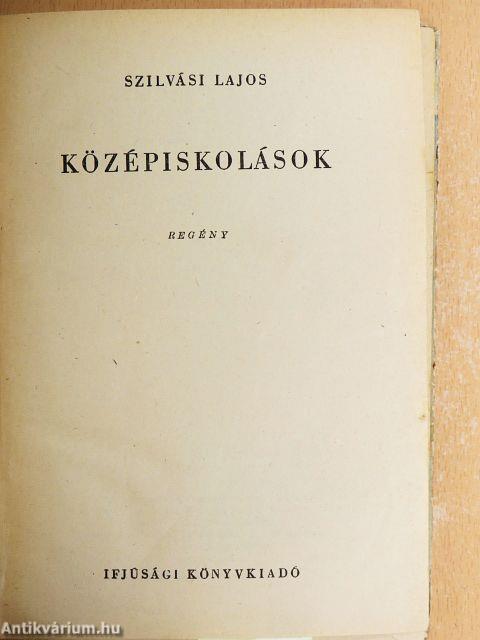 SZILVÁSI LAJOS
KÖZÉPISKOLÁSOK
REGÉNY
IFJÚSÁGI KÖNYVKIADÓ
Antikvárium.hu